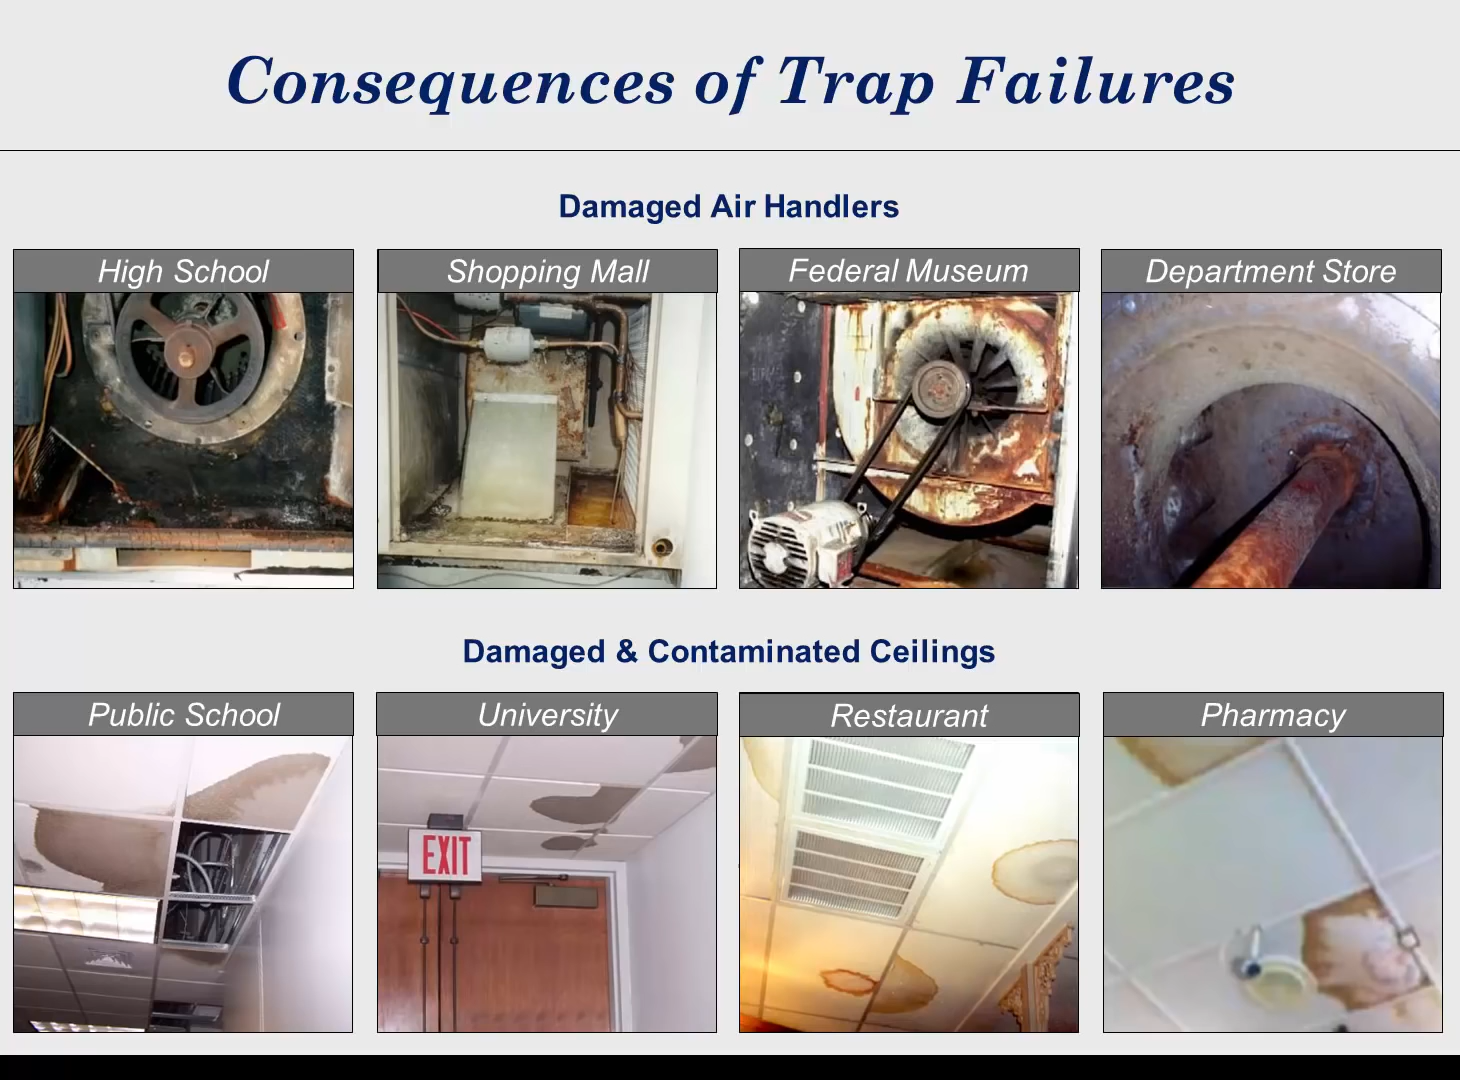 Consequences of Trap Failures
Damaged Air Handlers
High School
Shopping Mall
Federal Museum
Department Store
Damaged & Contaminated Ceilings
Public School
University
Restaurant
Pharmacy
EXIT